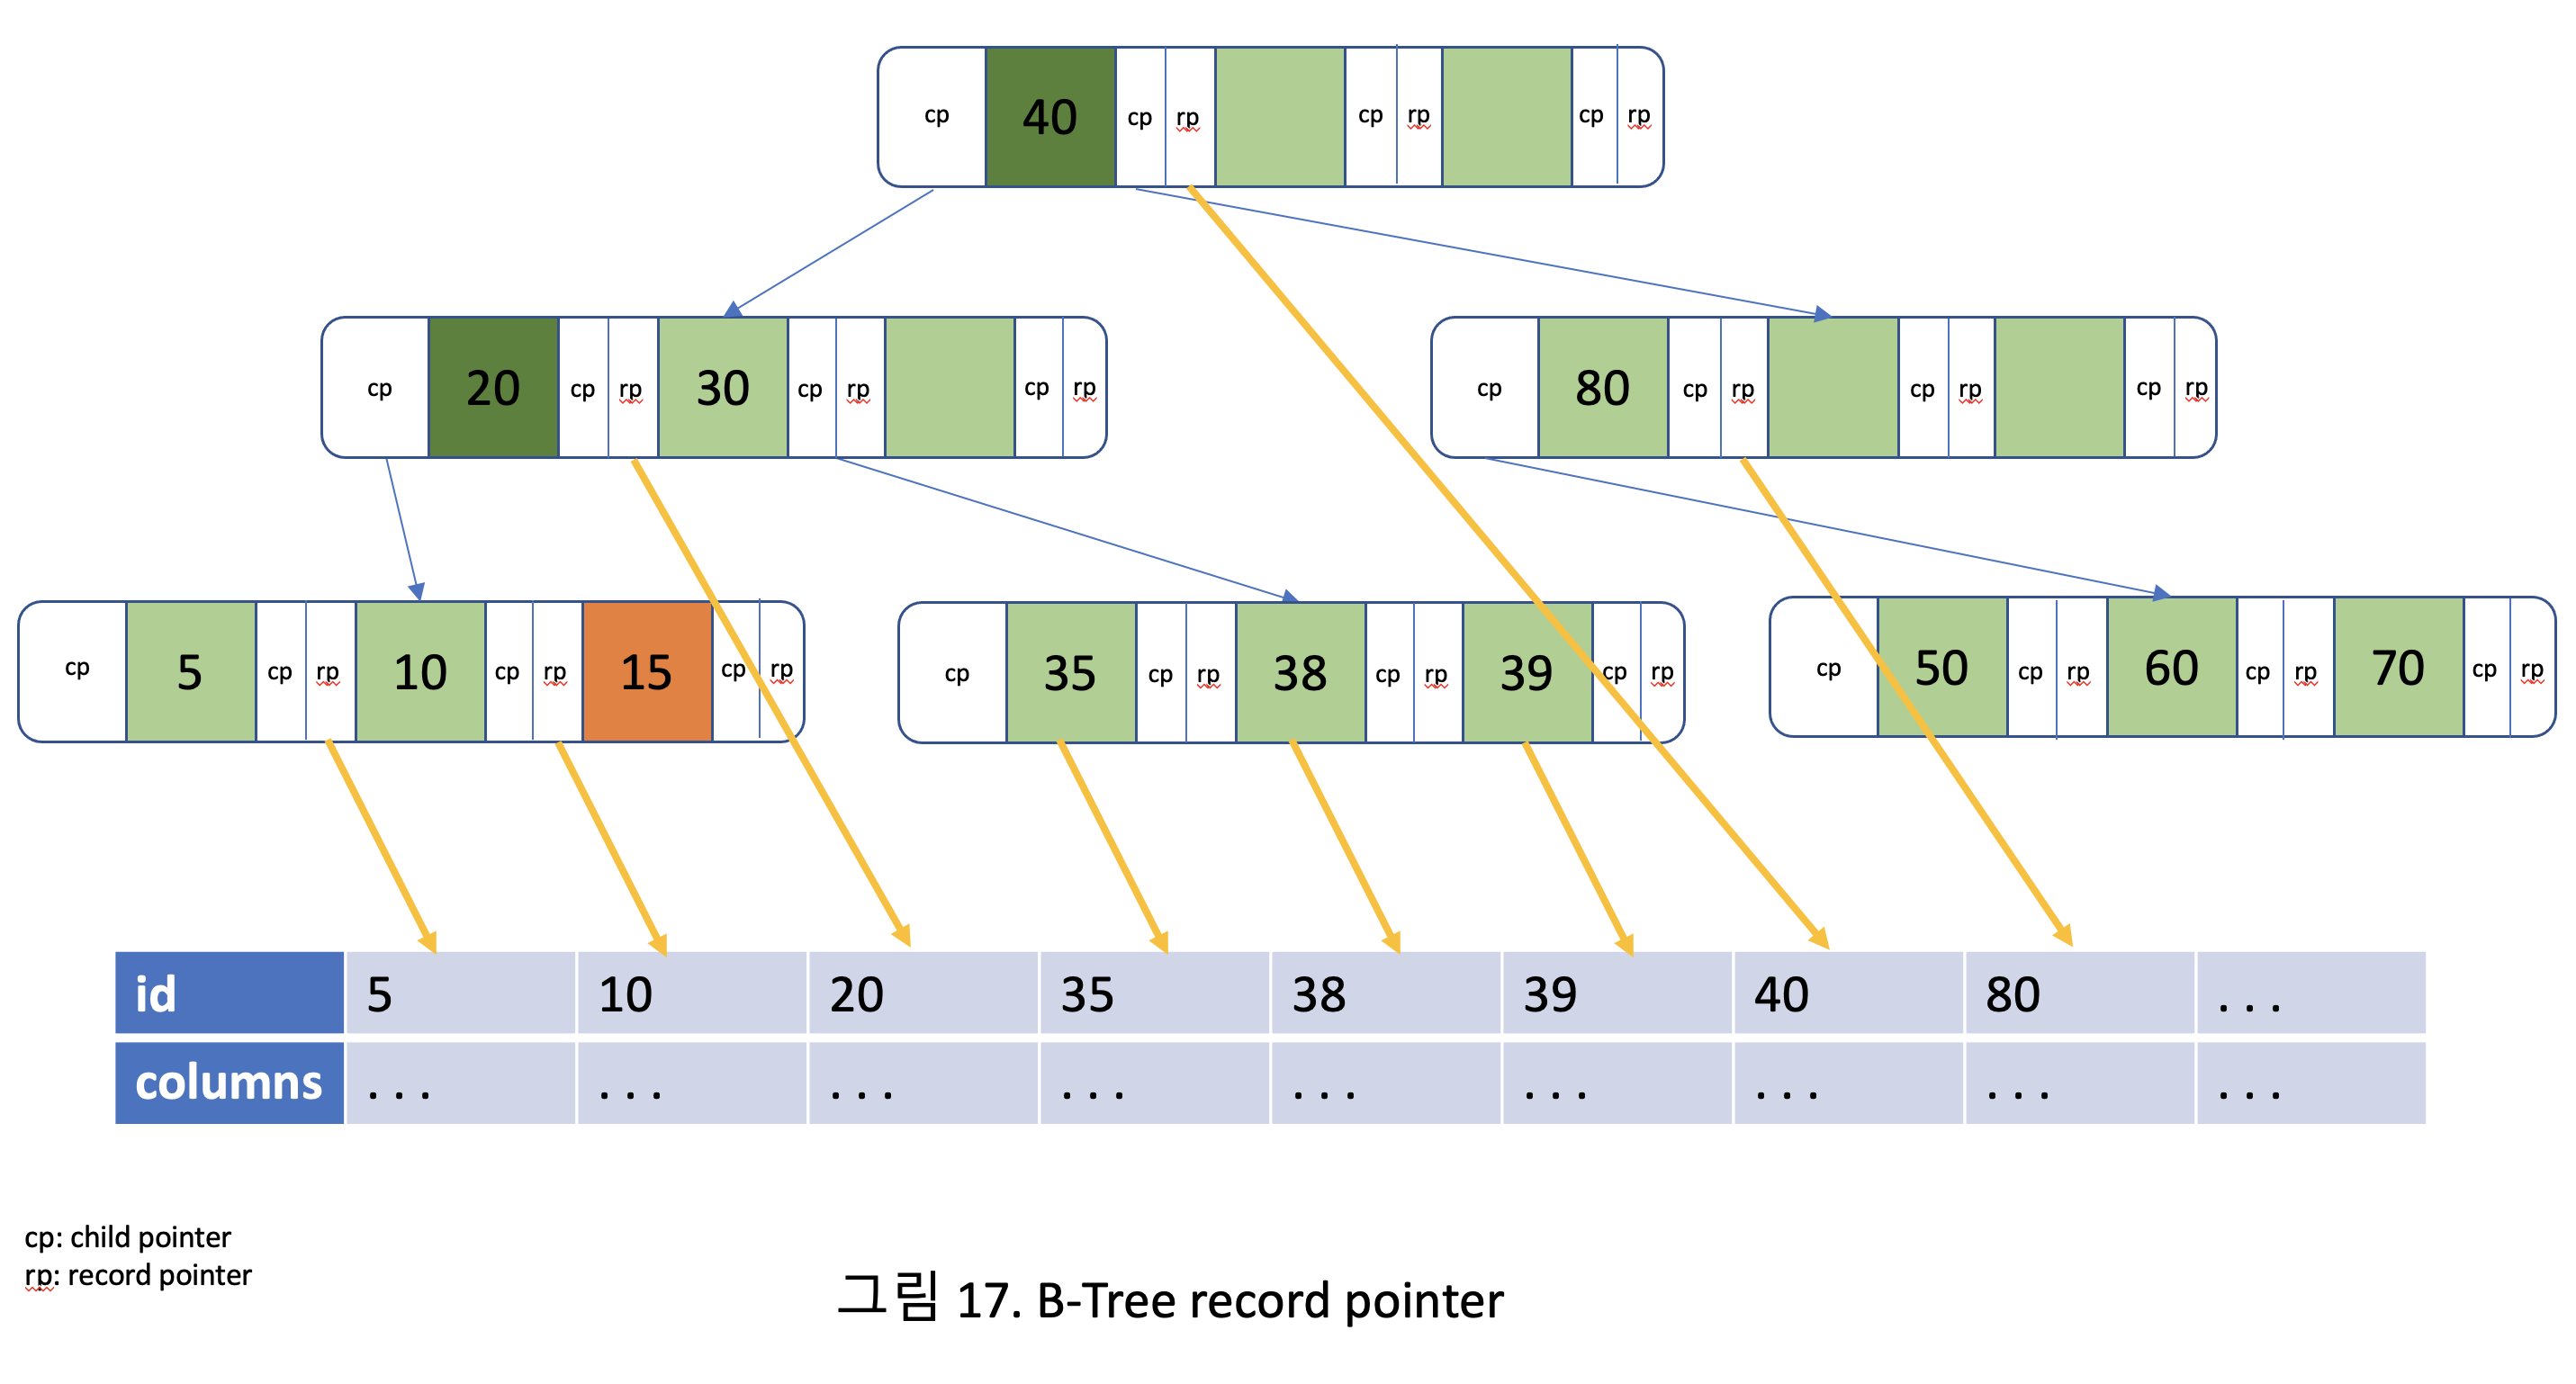 cp 40 cp rp cp rp cp rp
cp 20 cp rp 30 cp rp cp rp
cp 80 cp rp cp rp cp rp
cp 5 cp rp 10 cp rp 15 cp rp
cp 35 cp rp 38 cp rp 39 cp rp
cp 50 cp rp 60 cp rp 70 cp rp
id 5 10 20 35 38 39 40 80 . . .
columns . . . . . . . . . . . . . . . . . . . . . . . . . . .
cp: child pointer
rp: record pointer
그림 17. B-Tree record pointer